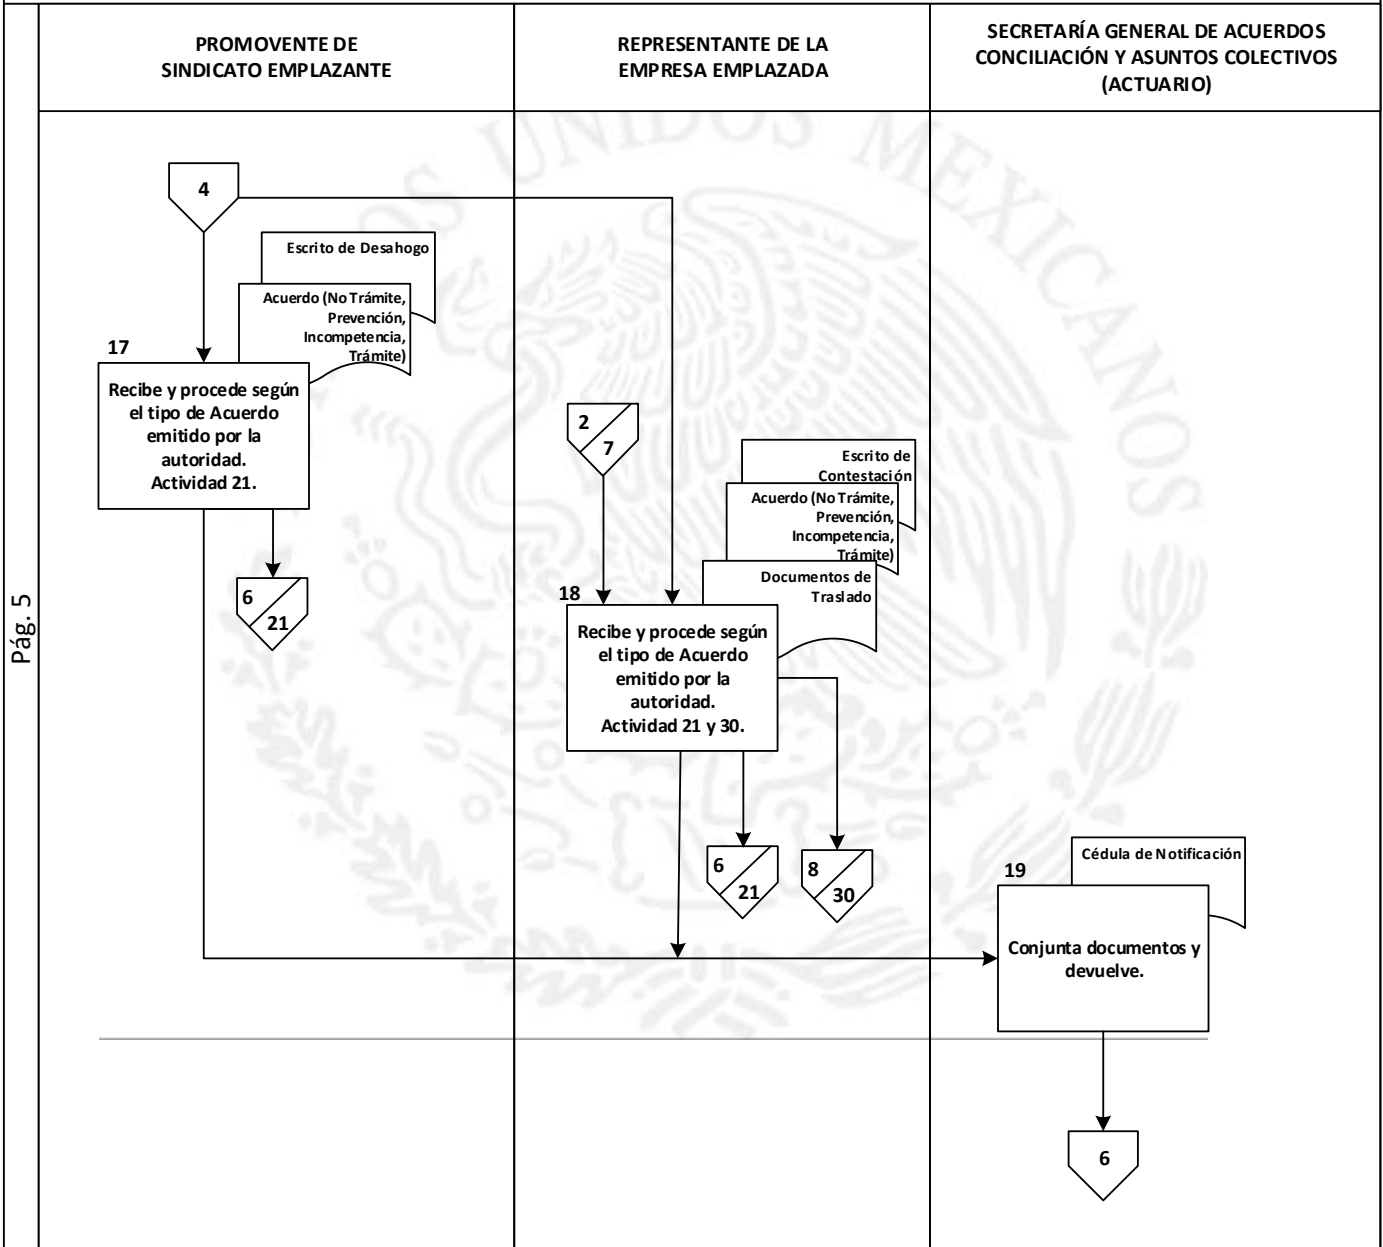 PROMOVENTE DE
SINDICATO EMPLAZANTE
REPRESENTANTE DE LA
EMPRESA EMPLAZADA
SECRETARÍA GENERAL DE ACUERDOS
CONCILIACIÓN Y ASUNTOS COLECTIVOS
(ACTUARIO)
Pág. 5
OS UNIDOS MEXICANOS
4
Escrito de Desahogo
Acuerdo (No Trámite,
Prevención,
Incompetencia,
Trámite)
17
Recibe y procede según
el tipo de Acuerdo
emitido por la
autoridad.
Actividad 21.
6
21
2
7
Escrito de
Contestación
Acuerdo (No Trámite,
Prevención,
Incompetencia,
Trámite)
Documentos de
Traslado
18
Recibe y procede según
el tipo de Acuerdo
emitido por la
autoridad.
Actividad 21 y 30.
6
21
8
30
Cédula de Notificación
19
Conjunta documentos y
devuelve.
6